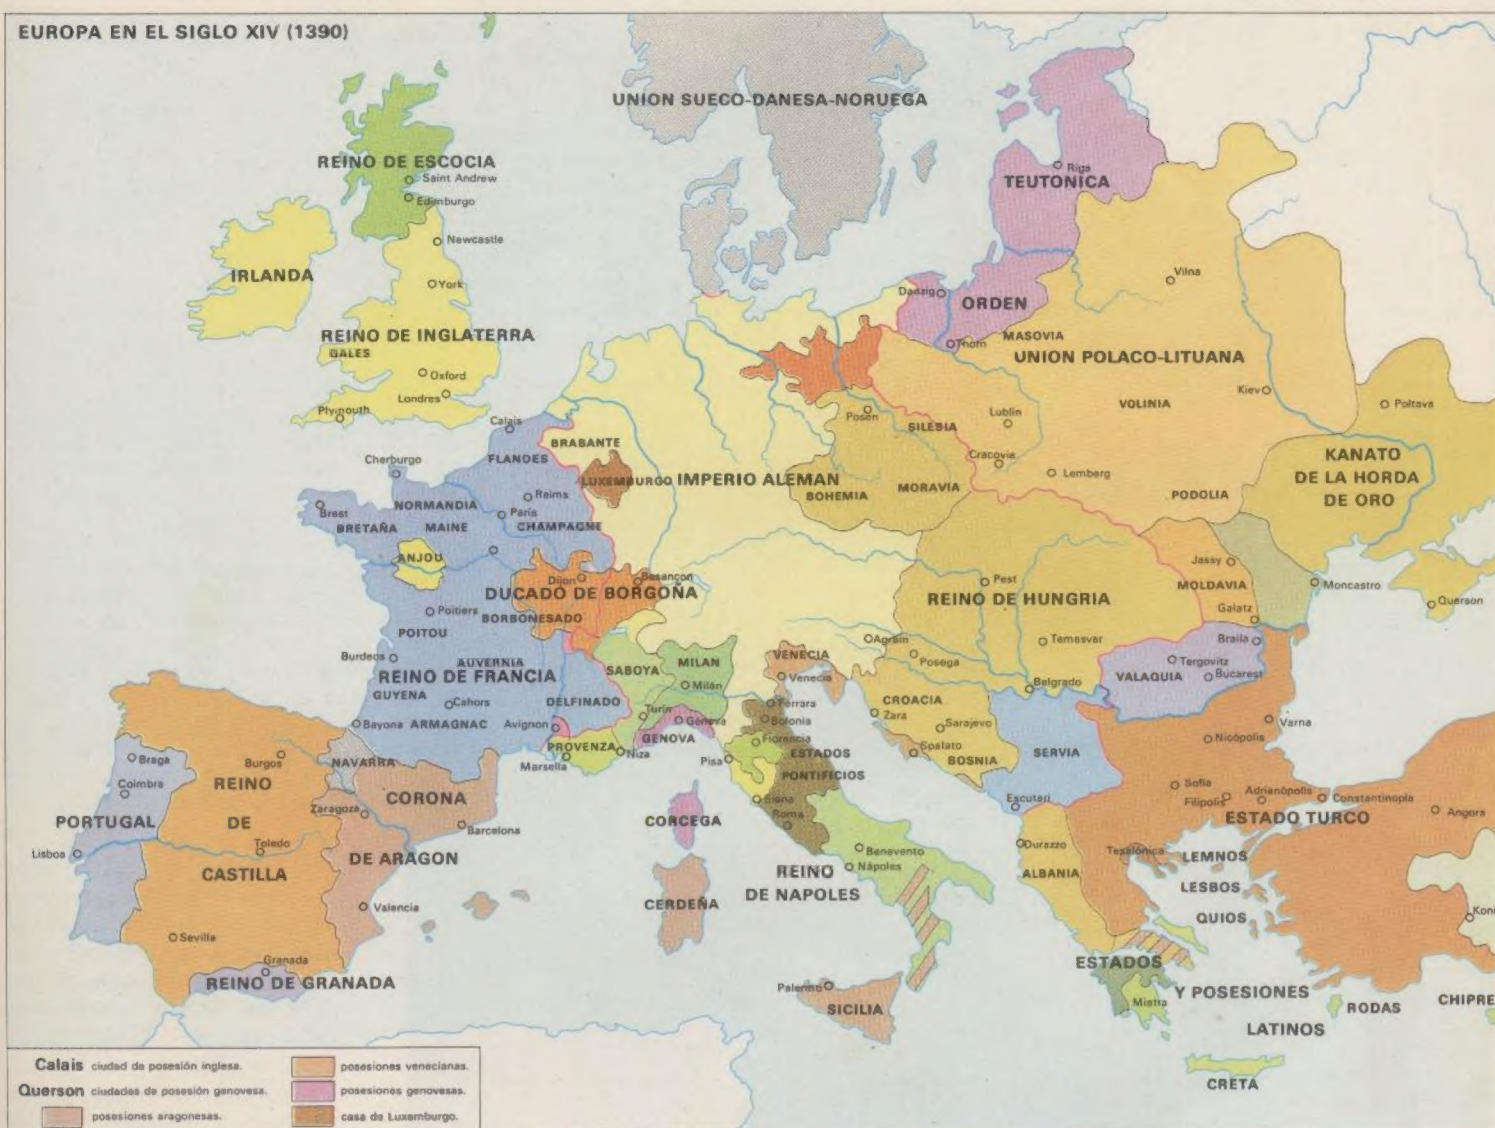 EUROPA EN EL SIGLO XIV (1390)
UNION SUECO-DANESA-NORUEGA
REINO DE ESCOCIA
Saint Andrew
Edimburgo
Newcastle
IRLANDA
York
REINO DE INGLATERRA
GALES
Oxford
Londres
Plymouth
Riga
TEUTONICA
Danzig
ORDEN
Thorn
MASOVIA
Vilna
UNION POLACO-LITUANA
Kiev
VOLINIA
Lublin
Poltava
Posen
SILESIA
Cracovia
Lemberg
PODOLIA
KANATO
DE LA HORDA
DE ORO
Calais
BRABANTE
FLANDES
LUXEMBURGO
IMPERIO ALEMAN
BOHEMIA
MORAVIA
Cherburgo
NORMANDIA
Reims
Brest
BRETAÑA
MAINE
París
CHAMPAGNE
ANJOU
Dijon
Besançon
DUCADO DE BORGOÑA
BORBONESADO
Poitiers
POITOU
Burdeos
AUVERNIA
REINO DE FRANCIA
GUYENA
Cahors
Bayona
ARMAGNAC
Avignon
DELFINADO
SABOYA
MILAN
Milán
Turín
Génova
GENOVA
PROVENZA
Marsella
Niza
VENECIA
Venecia
Ferrara
Bolonia
Florencia
Pisa
Siena
ESTADOS
PONTIFICIOS
Roma
Pest
REINO DE HUNGRIA
Temasvar
Agram
Posega
Belgrado
CROACIA
Zara
Sarajevo
Spalato
BOSNIA
SERVIA
Escutari
Jassy
MOLDAVIA
Galatz
Moncastro
Querson
Braila
Tergovitz
VALAQUIA
Bucarest
Varna
Nicópolis
Sofía
Filipolis
Adrianópolis
Constantinopla
ESTADO TURCO
Angora
Koni
Tesalónica
LEMNOS
LESBOS
QUIOS
Durazzo
ALBANIA
ESTADOS
Y POSESIONES
LATINOS
Mistra
RODAS
CHIPRE
CRETA
Braga
Coimbra
PORTUGAL
Lisboa
Burgos
REINO
DE
CASTILLA
Toledo
Sevilla
Granada
REINO DE GRANADA
NAVARRA
Zaragoza
CORONA
DE ARAGON
Barcelona
Valencia
CORCEGA
CERDEÑA
Benevento
Nápoles
REINO
DE NAPOLES
Palermo
SICILIA
Calais ciudad de posesión inglesa.
Querson ciudades de posesión genovesa.
posesiones aragonesas.
posesiones venecianas.
posesiones genovesas.
casa de Luxemburgo.